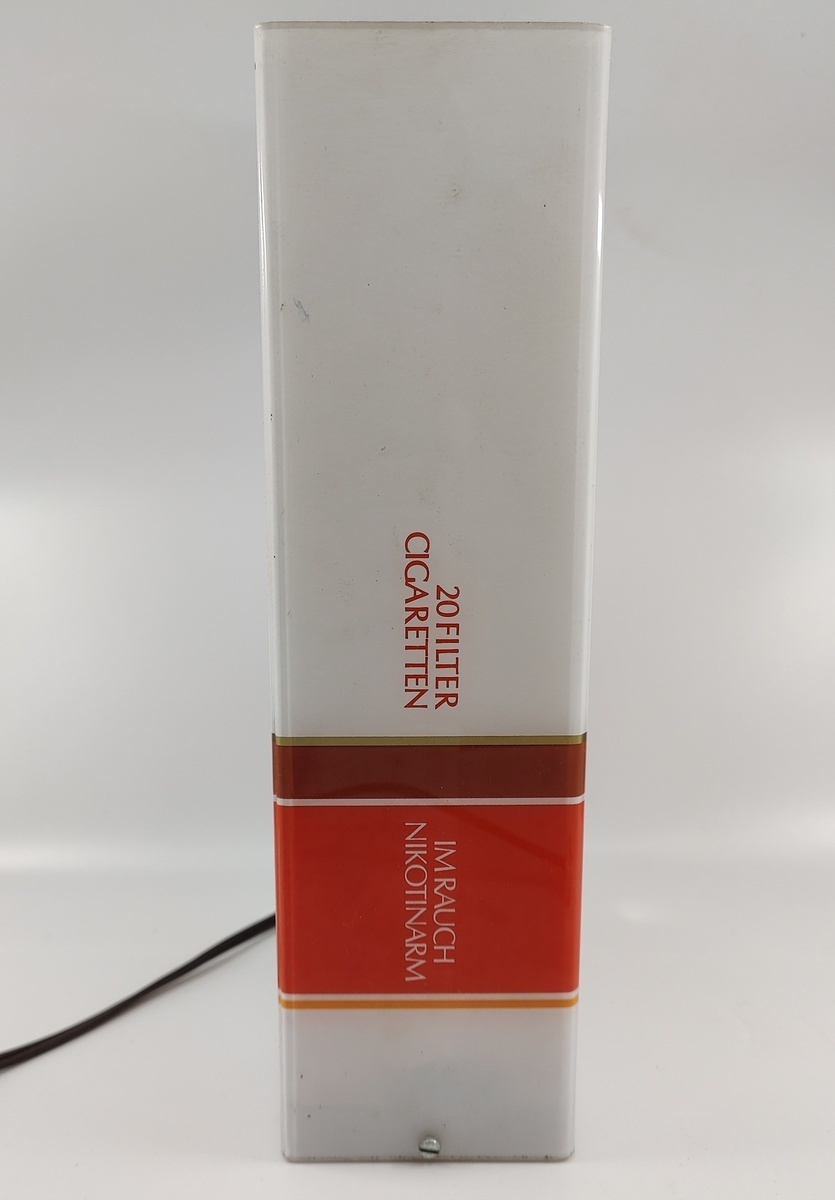 20 FILTER
CIGARETTEN
IM RAUCH
NIKOTINARM